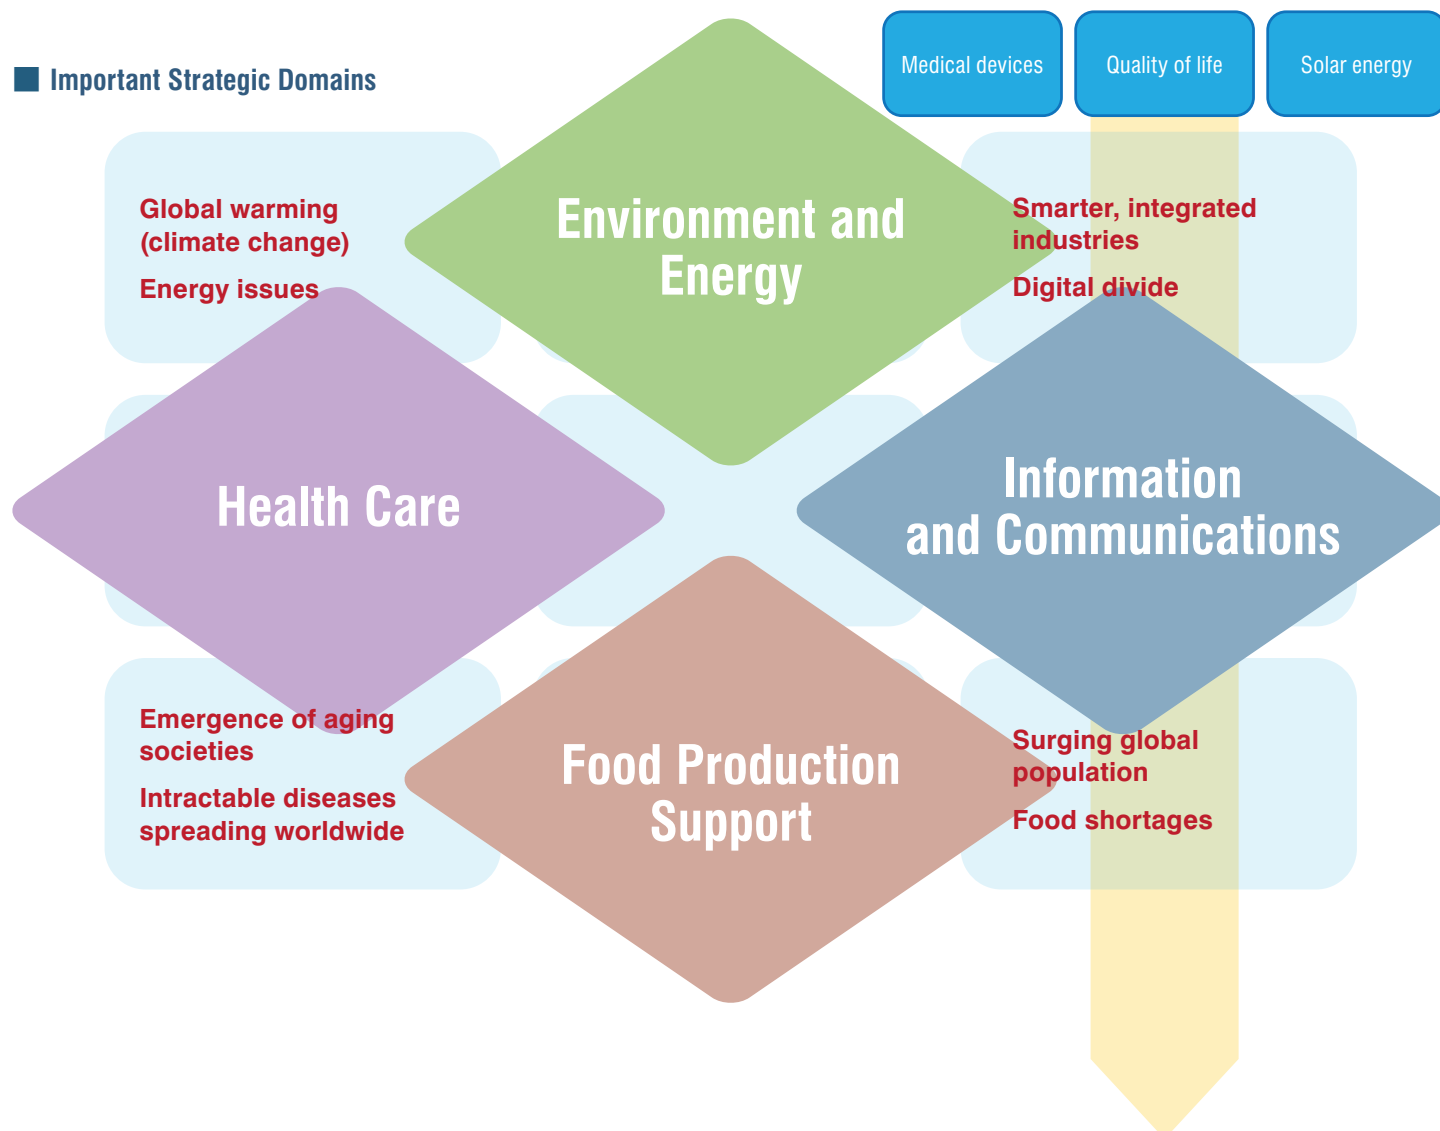 Important Strategic Domains
Medical devices
Quality of life
Solar energy
Global warming
(climate change)
Energy issues
Environment and
Energy
Smarter, integrated
industries
Digital divide
Health Care
Information
and Communications
Emergence of aging
societies
Intractable diseases
spreading worldwide
Food Production
Support
Surging global
population
Food shortages